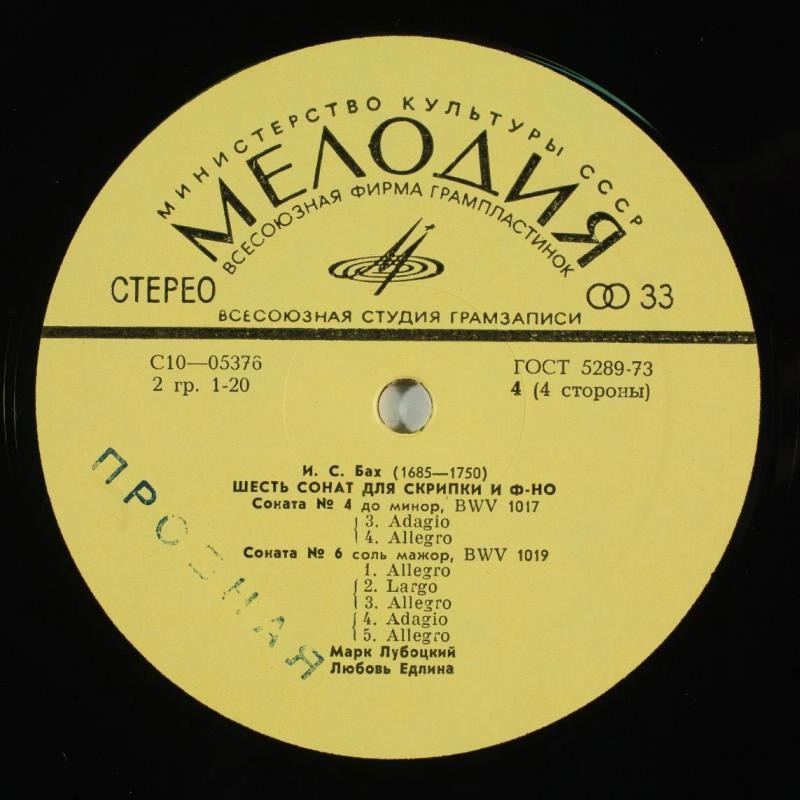 МИНИСТЕРСТВО КУЛЬТУРЫ СССР
МЕЛОДИЯ
ВСЕСОЮЗНАЯ ФИРМА ГРАМПЛАСТИНОК
СТЕРЕО
33
ВСЕСОЮЗНАЯ СТУДИЯ ГРАМЗАПИСИ
С10—05376
ГОСТ 5289-73
2 гр. 1-20
4 (4 стороны)
ПРОБНАЯ
И. С. Бах (1685—1750)
ШЕСТЬ СОНАТ ДЛЯ СКРИПКИ И Ф-НО
Соната № 4 до минор, BWV 1017
3. Adagio
4. Allegro
Соната № 6 соль мажор, BWV 1019
1. Allegro
2. Largo
3. Allegro
4. Adagio
5. Allegro
Марк Лубоцкий
Любовь Едлина